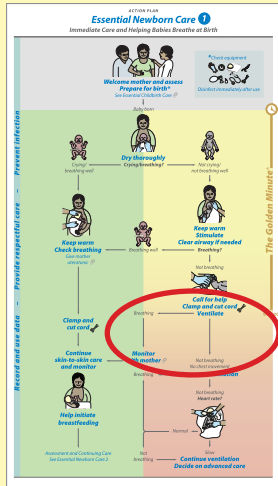 ACTION PLAN
Essential Newborn Care 1
Immediate Care and Helping Babies Breathe at Birth
Welcome mother and assess
Prepare for birth*
See Essential Childbirth Care
*Check equipment
Disinfect immediately after use
Baby born
Dry thoroughly
Crying/breathing?
Crying/
breathing well
Not crying/
not breathing well
Keep warm
Check breathing
Give mother
uterotonic
Breathing well
Keep warm
Stimulate
Clear airway if needed
Breathing?
Not breathing
Call for help
Clamp and cut cord
Ventilate
Breathing
Clamp and
cut cord
Continue
skin-to-skin care
and monitor
Monitor
with mother
Not breathing
No chest movement
Breathing
Not breathing
Heart rate?
Help initiate
breastfeeding
Normal
Assessment and Continuing Care
See Essential Newborn Care 2
Not
breathing
Slow
Continue ventilation
Decide on advanced care
Prevent infection
Provide respectful care
Record and use data
The Golden Minute